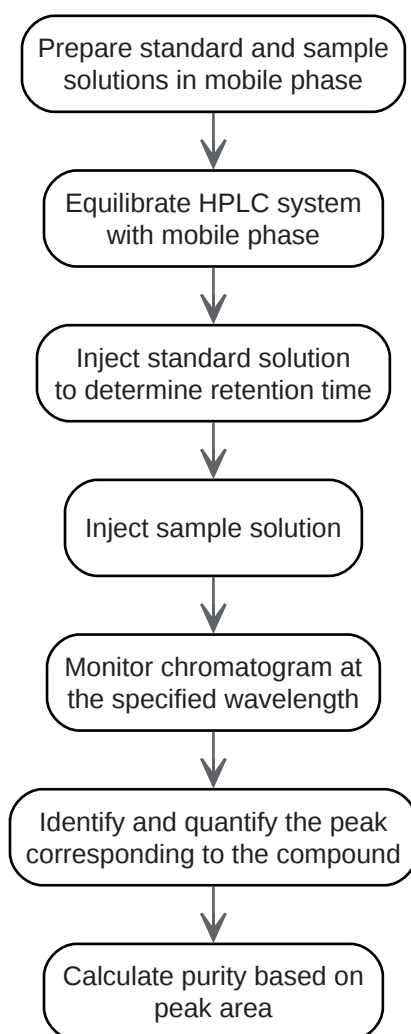 Prepare standard and sample
solutions in mobile phase
Equilibrate HPLC system
with mobile phase
Inject standard solution
to determine retention time
Inject sample solution
Monitor chromatogram at
the specified wavelength
Identify and quantify the peak
corresponding to the compound
Calculate purity based on
peak area